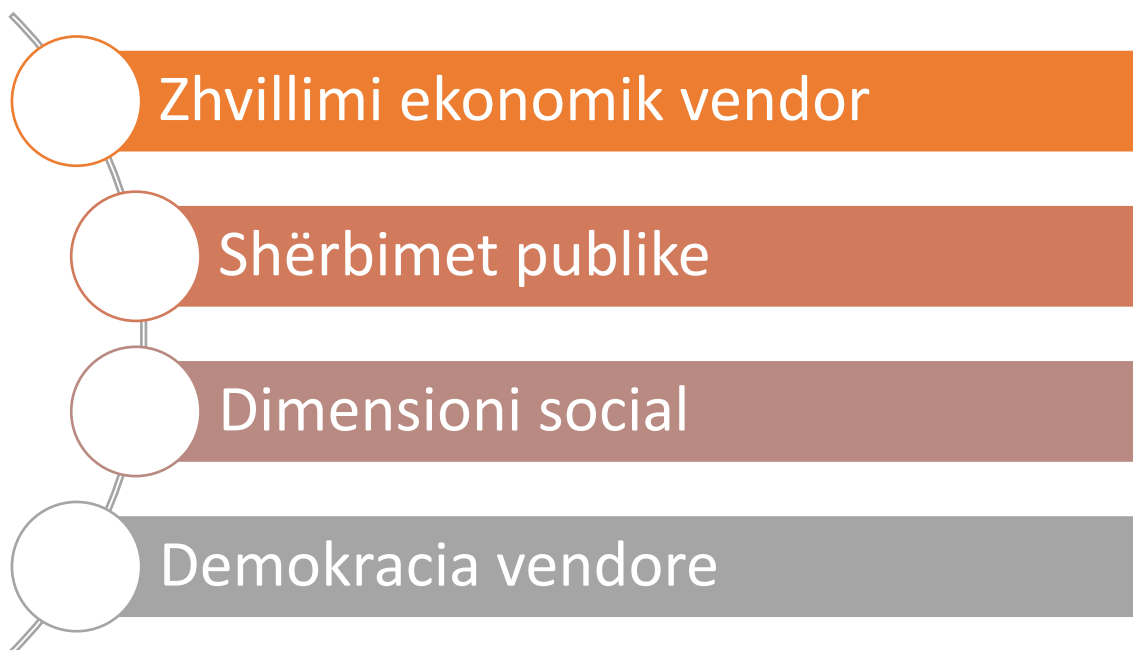 Zhvillimi ekonomik vendor
Shërbimet publike
Dimensioni social
Demokracia vendore